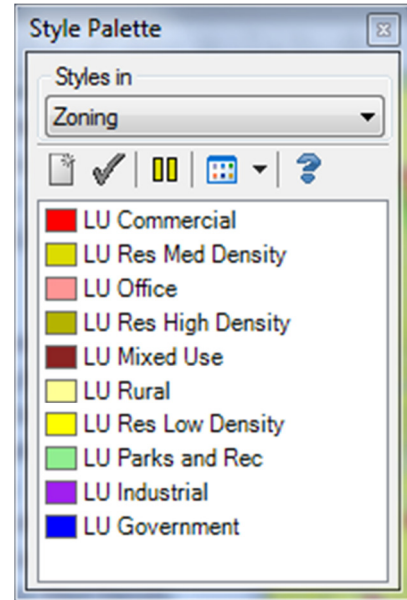 Style Palette
Styles in
Zoning
LU Commercial
LU Res Med Density
LU Office
LU Res High Density
LU Mixed Use
LU Rural
LU Res Low Density
LU Parks and Rec
LU Industrial
LU Government